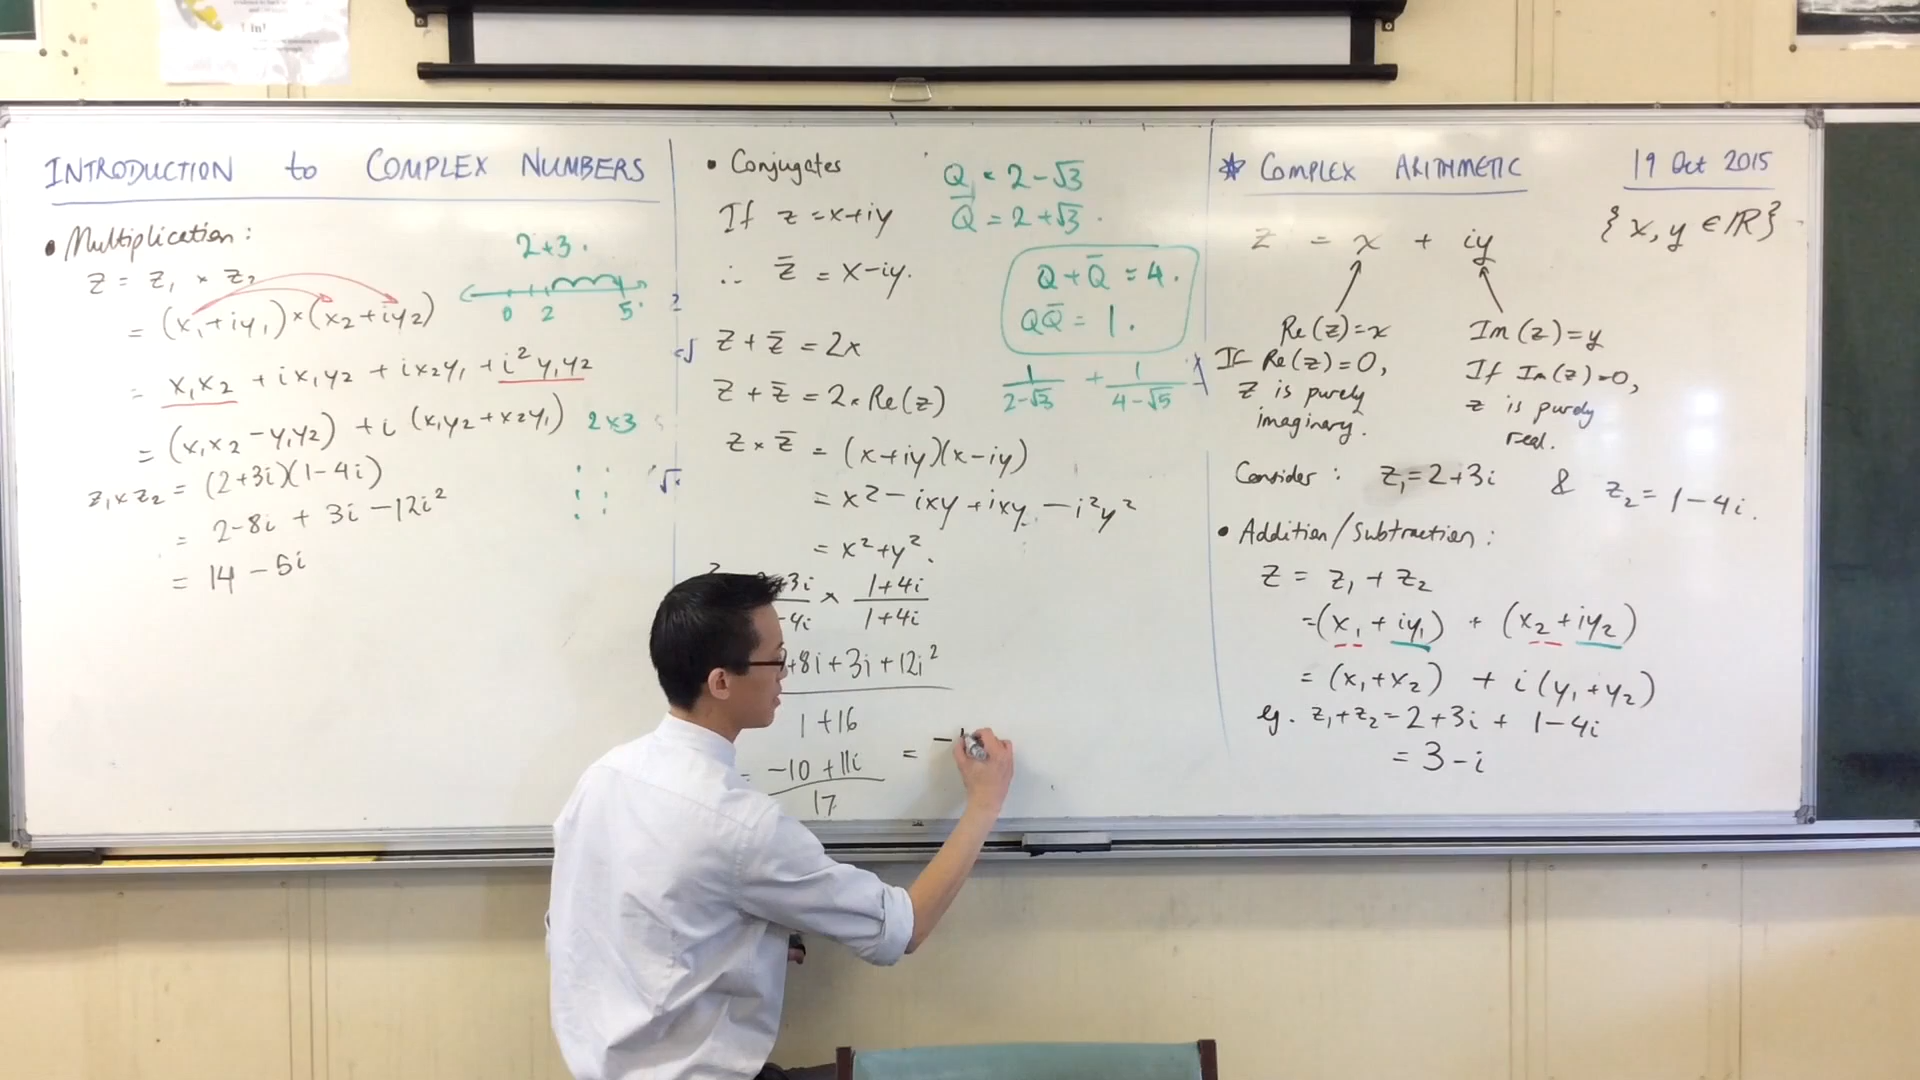 INTRODUCTION to COMPLEX NUMBERS
• Multiplication:
z = z₁ × z₂
= (x₁+iy₁)×(x₂+iy₂)
= x₁x₂ + ix₁y₂ + ix₂y₁ + i²y₁y₂
= (x₁x₂ − y₁y₂) + i (x₁y₂ + x₂y₁)
z₁×z₂ = (2+3i)(1−4i)
= 2−8i + 3i −12i²
= 14 −5i
2+3.
0 2 5
2×3
• Conjugates
If z = x+iy
∴ z̄ = x−iy.
z + z̄ = 2x
z + z̄ = 2×Re(z)
z × z̄ = (x+iy)(x−iy)
= x² − ixy + ixy − i²y²
= x²+y².
+3i × 1+4i
−4i 1+4i
+8i+3i+12i²
1+16
= −10 + 11i = −
17
Q = 2−√3
Q̄ = 2+√3.
Q + Q̄ = 4.
QQ̄ = 1.
1/(2−√3) + 1/(4−√5)
* COMPLEX ARITHMETIC 19 Oct 2015
z = x + iy {x, y ∈ ℝ}
Re(z)=x Im(z)=y
If Re(z)=0, If Im(z)=0,
z is purely z is purely
imaginary. real.
Consider: z₁=2+3i & z₂=1−4i.
• Addition/Subtraction:
z = z₁ + z₂
=(x₁ + iy₁) + (x₂ + iy₂)
= (x₁+x₂) + i(y₁+y₂)
eg. z₁+z₂=2+3i + 1−4i
= 3−i